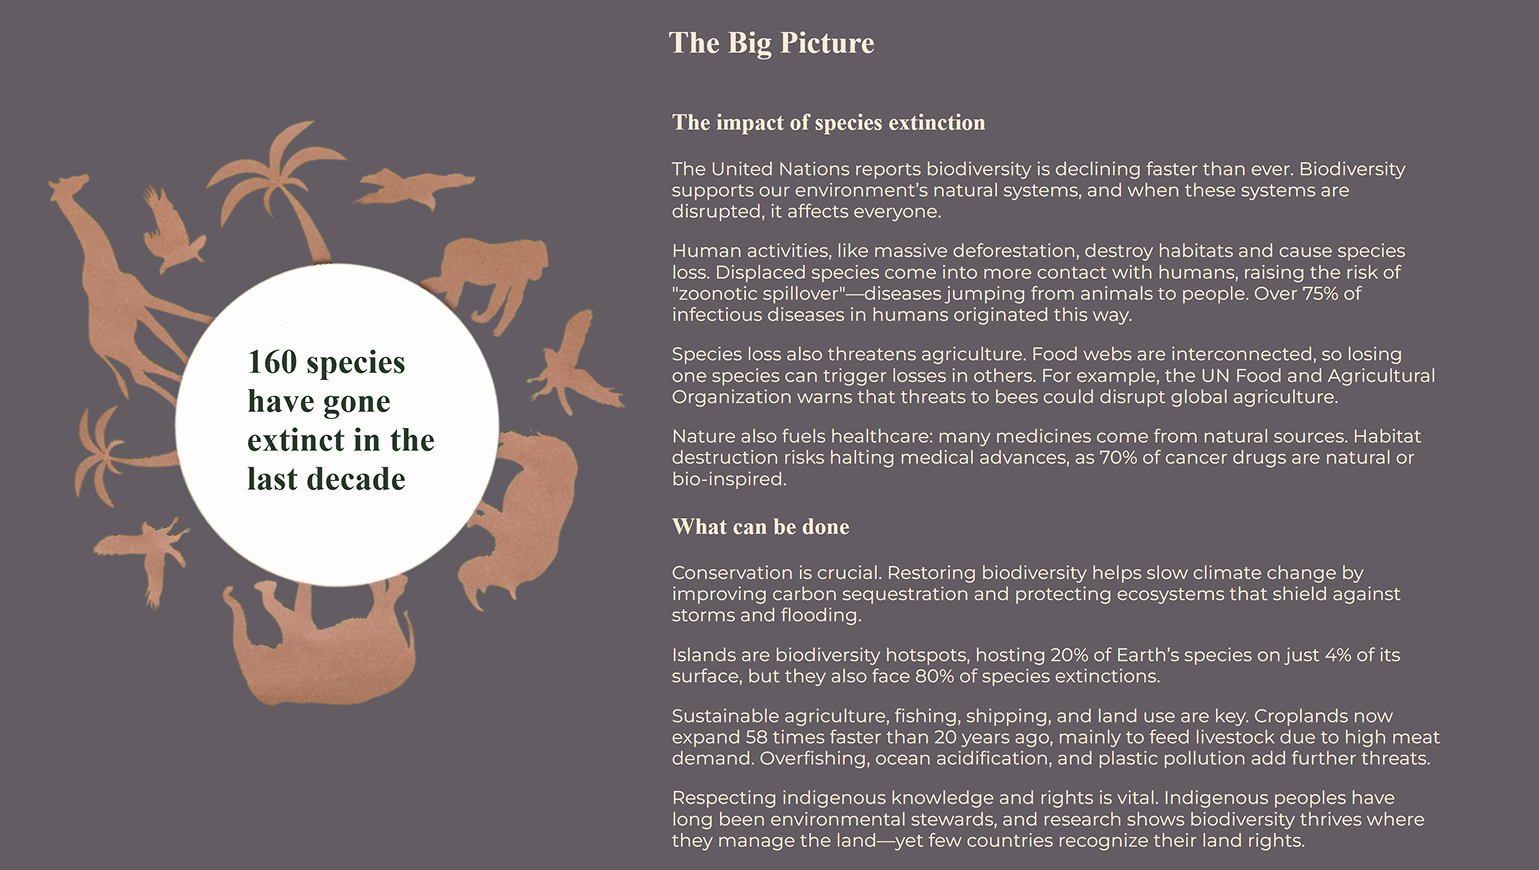 The Big Picture
160 species
have gone
extinct in the
last decade
The impact of species extinction
The United Nations reports biodiversity is declining faster than ever. Biodiversity
supports our environment’s natural systems, and when these systems are
disrupted, it affects everyone.
Human activities, like massive deforestation, destroy habitats and cause species
loss. Displaced species come into more contact with humans, raising the risk of
"zoonotic spillover"—diseases jumping from animals to people. Over 75% of
infectious diseases in humans originated this way.
Species loss also threatens agriculture. Food webs are interconnected, so losing
one species can trigger losses in others. For example, the UN Food and Agricultural
Organization warns that threats to bees could disrupt global agriculture.
Nature also fuels healthcare: many medicines come from natural sources. Habitat
destruction risks halting medical advances, as 70% of cancer drugs are natural or
bio-inspired.
What can be done
Conservation is crucial. Restoring biodiversity helps slow climate change by
improving carbon sequestration and protecting ecosystems that shield against
storms and flooding.
Islands are biodiversity hotspots, hosting 20% of Earth’s species on just 4% of its
surface, but they also face 80% of species extinctions.
Sustainable agriculture, fishing, shipping, and land use are key. Croplands now
expand 58 times faster than 20 years ago, mainly to feed livestock due to high meat
demand. Overfishing, ocean acidification, and plastic pollution add further threats.
Respecting indigenous knowledge and rights is vital. Indigenous peoples have
long been environmental stewards, and research shows biodiversity thrives where
they manage the land—yet few countries recognize their land rights.